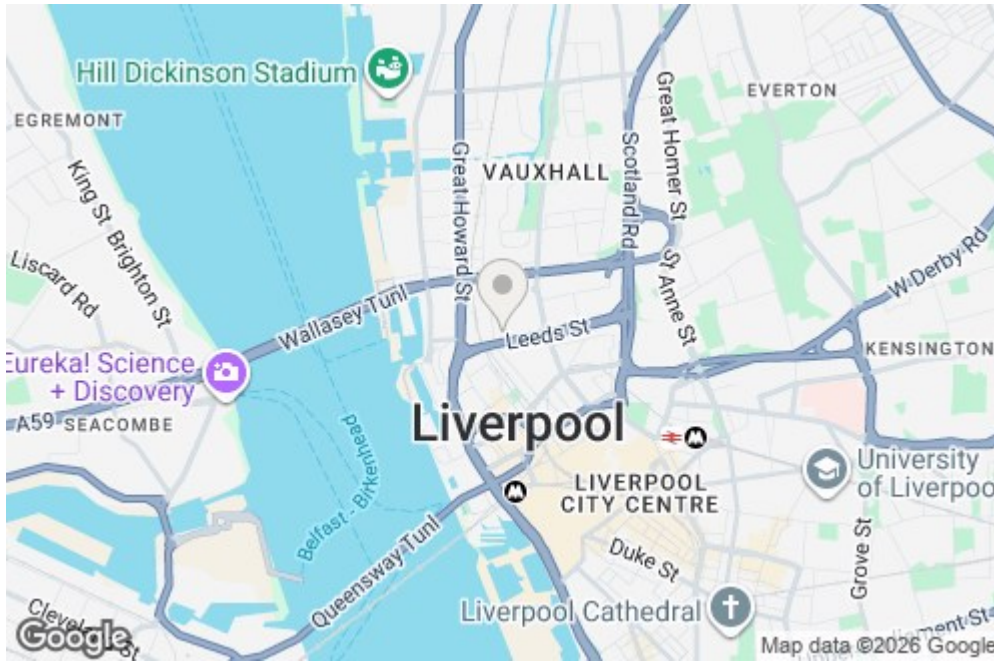 Hill Dickinson Stadium
EGREMONT
EVERTON
Great Homer St
King St
Brighton St
Great Howard St
VAUXHALL
Scotland Rd
Liscard Rd
W Derby Rd
St Anne St
Wallasey Tunl
Leeds St
KENSINGTON
Eureka! Science
+ Discovery
A59
SEACOMBE
Liverpool
Belfast - Birkenhead
University
of Liverpoo
LIVERPOOL
CITY CENTRE
Queensway Tunl
Duke St
Grove St
Liverpool Cathedral
Google
Map data ©2026 Google